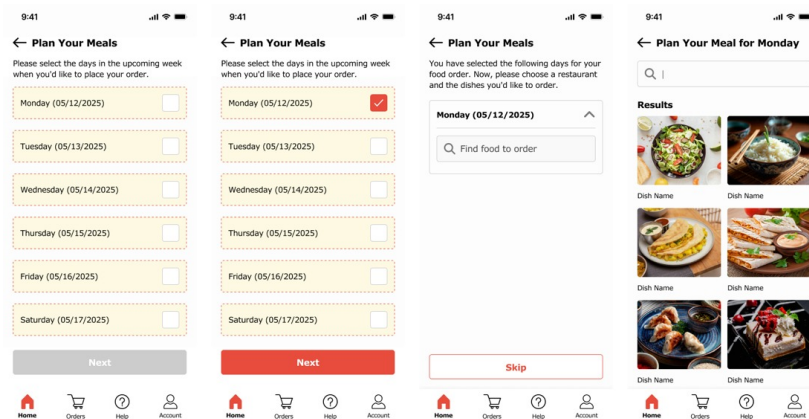 9:41
← Plan Your Meals
Please select the days in the upcoming week
when you'd like to place your order.
Monday (05/12/2025)
Tuesday (05/13/2025)
Wednesday (05/14/2025)
Thursday (05/15/2025)
Friday (05/16/2025)
Saturday (05/17/2025)
Next
Home Orders Help Account
9:41
← Plan Your Meals
Please select the days in the upcoming week
when you'd like to place your order.
Monday (05/12/2025)
Tuesday (05/13/2025)
Wednesday (05/14/2025)
Thursday (05/15/2025)
Friday (05/16/2025)
Saturday (05/17/2025)
Next
Home Orders Help Account
9:41
← Plan Your Meals
You have selected the following days for your
food order. Now, please choose a restaurant
and the dishes you'd like to order.
Monday (05/12/2025)
Find food to order
Skip
Home Orders Help Account
9:41
← Plan Your Meal for Monday
Results
Dish Name Dish Name
Dish Name Dish Name
Dish Name Dish Name
Home Orders Help Account